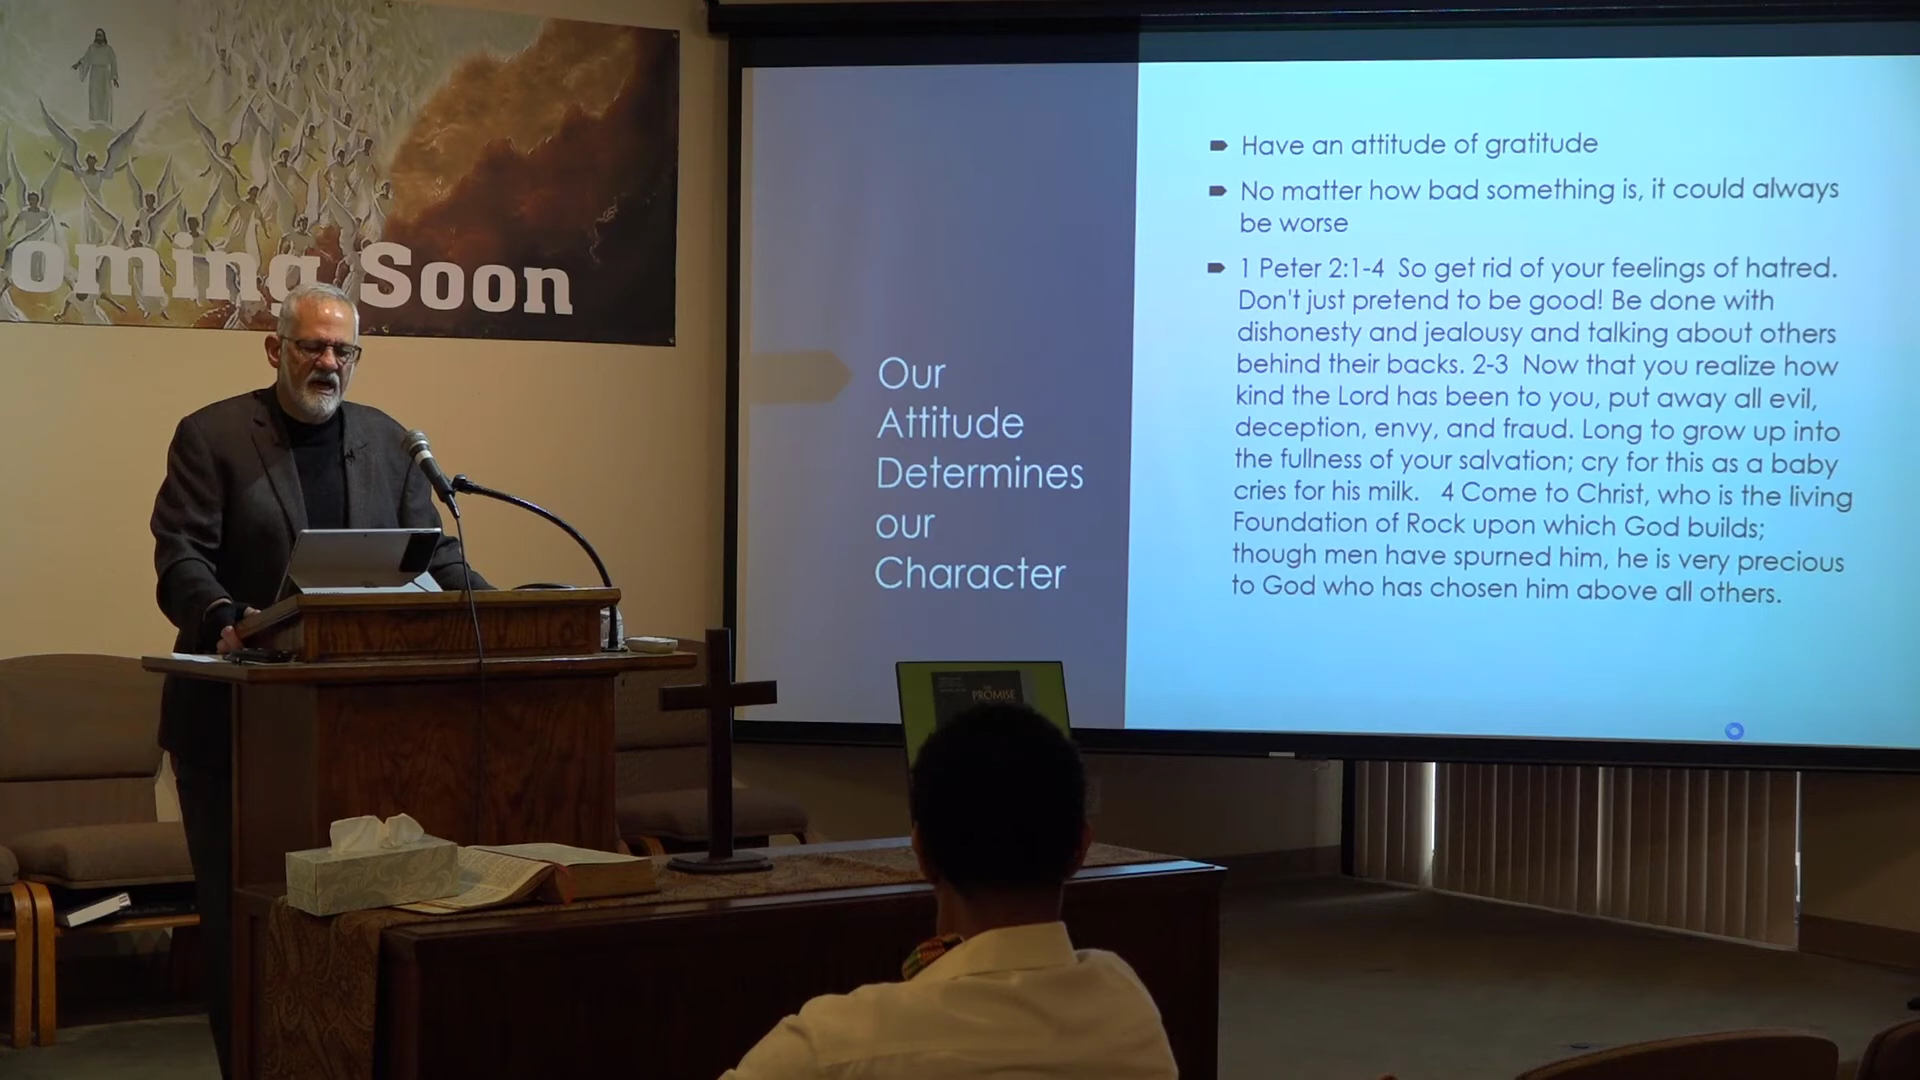 oming Soon
Our
Attitude
Determines
our
Character
Have an attitude of gratitude
No matter how bad something is, it could always
be worse
1 Peter 2:1-4 So get rid of your feelings of hatred.
Don't just pretend to be good! Be done with
dishonesty and jealousy and talking about others
behind their backs. 2-3 Now that you realize how
kind the Lord has been to you, put away all evil,
deception, envy, and fraud. Long to grow up into
the fullness of your salvation; cry for this as a baby
cries for his milk. 4 Come to Christ, who is the living
Foundation of Rock upon which God builds;
though men have spurned him, he is very precious
to God who has chosen him above all others.
PROMISE